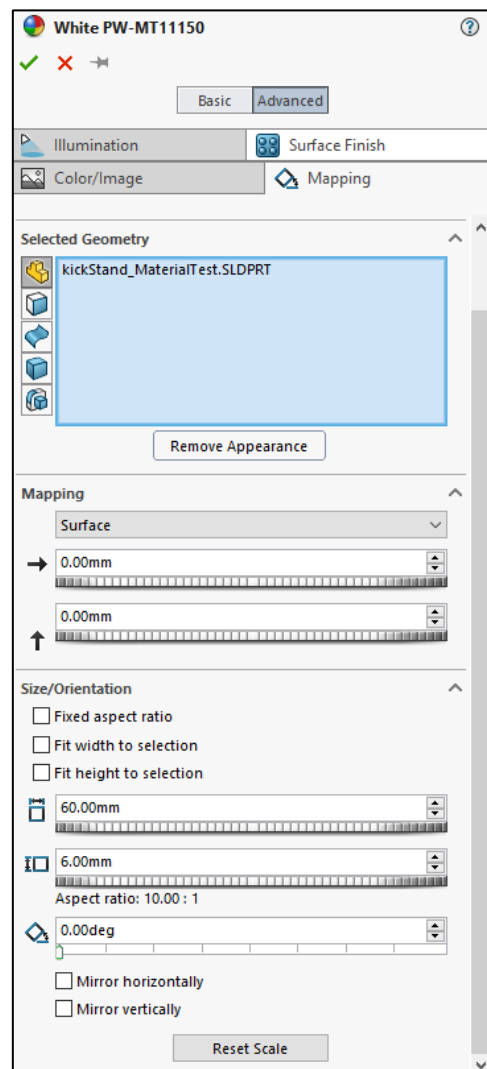 White PW-MT11150
Basic Advanced
Illumination Surface Finish
Color/Image Mapping
Selected Geometry
kickStand_MaterialTest.SLDPRT
Remove Appearance
Mapping
Surface
0.00mm
0.00mm
Size/Orientation
Fixed aspect ratio
Fit width to selection
Fit height to selection
60.00mm
6.00mm
Aspect ratio: 10.00 : 1
0.00deg
Mirror horizontally
Mirror vertically
Reset Scale